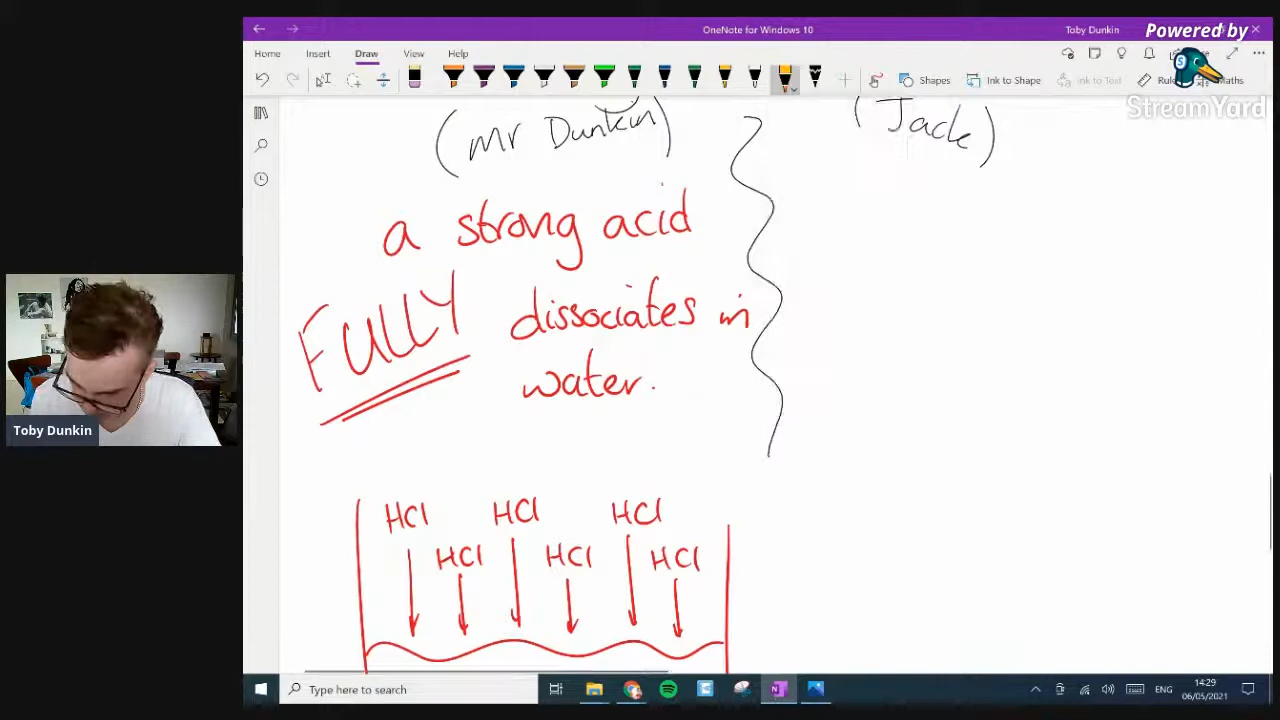 OneNote for Windows 10
Toby Dunkin
Powered by
StreamYard
Home Insert Draw View Help
Shapes Ink to Shape Ink to Text Maths
(Mr Dunkin)
(Jack)
a strong acid
FULLY dissociates in
water.
HCl HCl HCl
HCl HCl HCl
Toby Dunkin
Type here to search
ENG
14:29
06/05/2021